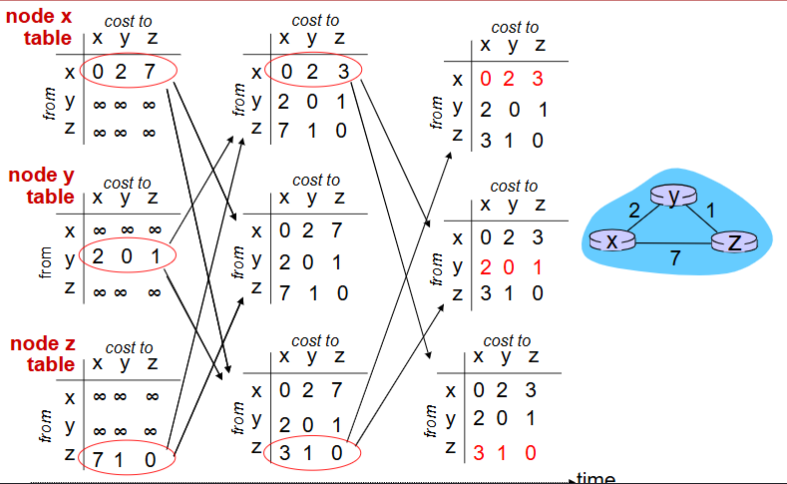 node x table
cost to
x y z
from
x 0 2 7
y ∞ ∞ ∞
z ∞ ∞ ∞
cost to
x y z
from
x 0 2 3
y 2 0 1
z 7 1 0
cost to
x y z
from
x 0 2 3
y 2 0 1
z 3 1 0
node y table
cost to
x y z
from
x ∞ ∞ ∞
y 2 0 1
z ∞ ∞ ∞
cost to
x y z
from
x 0 2 7
y 2 0 1
z 7 1 0
cost to
x y z
from
x 0 2 3
y 2 0 1
z 3 1 0
node z table
cost to
x y z
from
x ∞ ∞ ∞
y ∞ ∞ ∞
z 7 1 0
cost to
x y z
from
x 0 2 7
y 2 0 1
z 3 1 0
cost to
x y z
from
x 0 2 3
y 2 0 1
z 3 1 0
time
y
2 1
x z
7